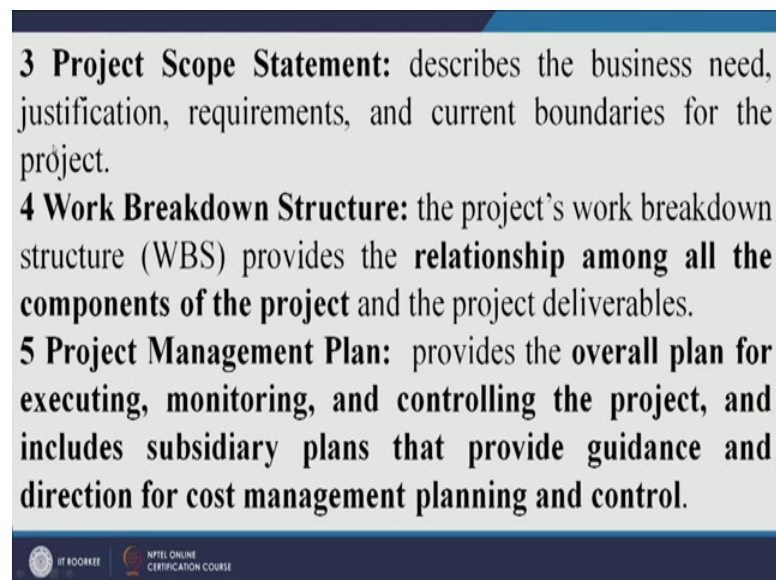 3 Project Scope Statement: describes the business need,
justification, requirements, and current boundaries for the
project.
4 Work Breakdown Structure: the project’s work breakdown
structure (WBS) provides the relationship among all the
components of the project and the project deliverables.
5 Project Management Plan: provides the overall plan for
executing, monitoring, and controlling the project, and
includes subsidiary plans that provide guidance and
direction for cost management planning and control.
IIT ROORKEE
NPTEL ONLINE
CERTIFICATION COURSE